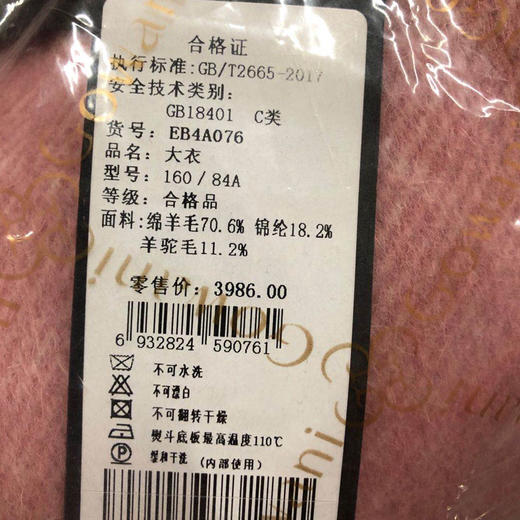 合格证
执行标准:GB/T2665-2017
安全技术类别:
GB18401 C类
货号: EB4A076
品名: 大衣
型号: 160/84A
等级: 合格品
面料: 绵羊毛70.6% 锦纶18.2%
羊驼毛11.2%
零售价: 3986.00
6 932824 590761
不可水洗
不可漂白
不可翻转干燥
熨斗底板最高温度110℃
P 缓和干洗 (内部使用)